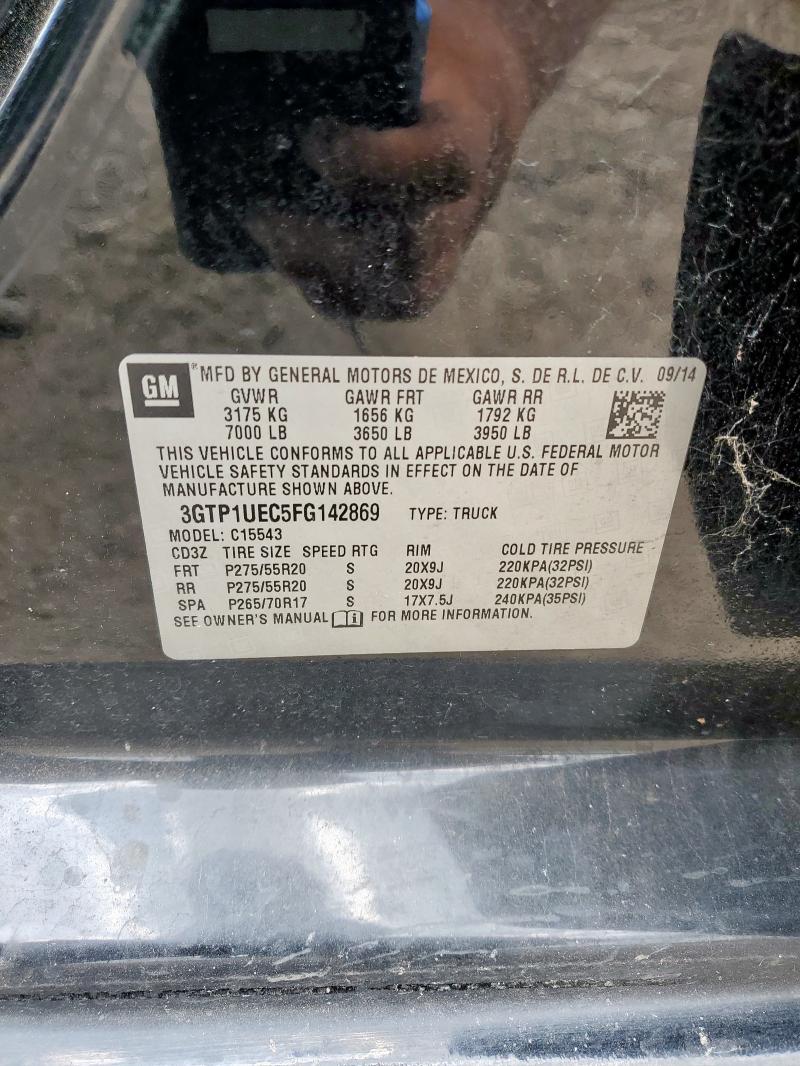 GM ® MFD BY GENERAL MOTORS DE MEXICO, S. DE R.L. DE C.V. 09/14
GVWR GAWR FRT GAWR RR
3175 KG 1656 KG 1792 KG
7000 LB 3650 LB 3950 LB
THIS VEHICLE CONFORMS TO ALL APPLICABLE U.S. FEDERAL MOTOR
VEHICLE SAFETY STANDARDS IN EFFECT ON THE DATE OF
MANUFACTURE SHOWN ABOVE.
3GTP1UEC5FG142869 TYPE: TRUCK
MODEL: C15543
CD3Z TIRE SIZE SPEED RTG RIM COLD TIRE PRESSURE
FRT P275/55R20 S 20X9J 220KPA(32PSI)
RR P275/55R20 S 20X9J 220KPA(32PSI)
SPA P265/70R17 S 17X7.5J 240KPA(35PSI)
SEE OWNER'S MANUAL FOR MORE INFORMATION.